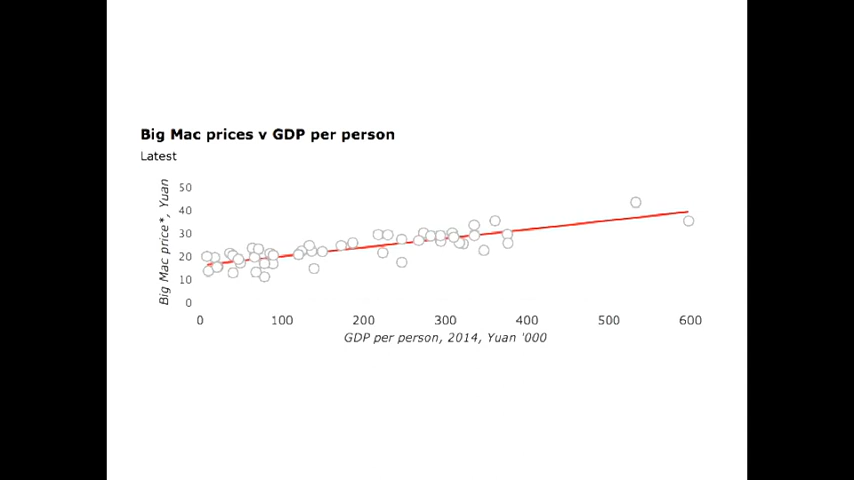 Big Mac prices v GDP per person
Latest
Big Mac price*, Yuan
50
40
30
20
10
0
0 100 200 300 400 500 600
GDP per person, 2014, Yuan '000